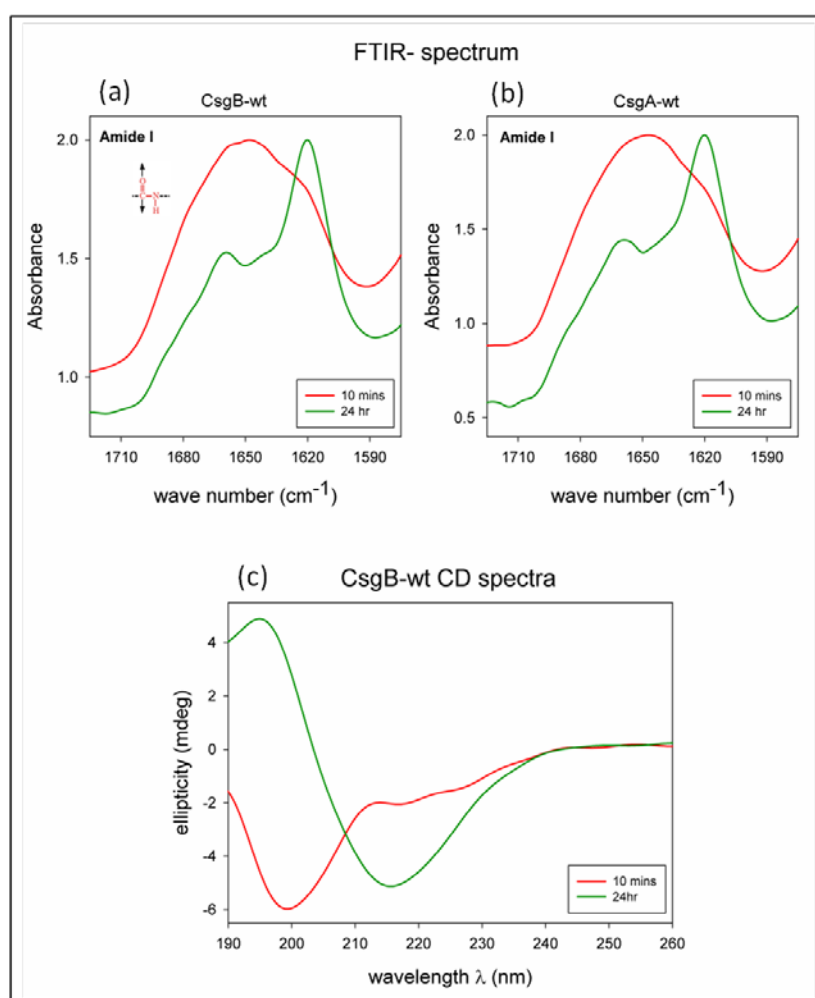 FTIR- spectrum
(a) CsgB-wt
Amide I
O
C N
H
2.0
1.5
1.0
Absorbance
10 mins
24 hr
1710 1680 1650 1620 1590
wave number (cm⁻¹)
(b) CsgA-wt
Amide I
2.0
1.5
1.0
0.5
Absorbance
10 mins
24 hr
1710 1680 1650 1620 1590
wave number (cm⁻¹)
(c) CsgB-wt CD spectra
4
2
0
-2
-4
-6
ellipticity (mdeg)
10 mins
24hr
190 200 210 220 230 240 250 260
wavelength λ (nm)